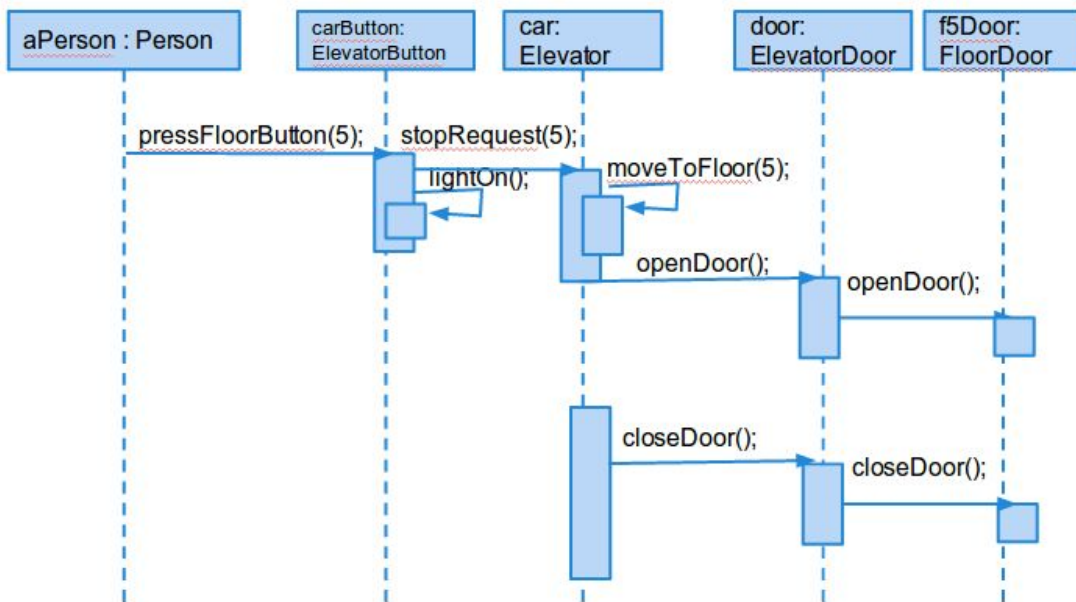 aPerson : Person
carButton:
ElevatorButton
car:
Elevator
door:
ElevatorDoor
f5Door:
FloorDoor
pressFloorButton(5);
stopRequest(5);
lightOn();
moveToFloor(5);
openDoor();
openDoor();
closeDoor();
closeDoor();